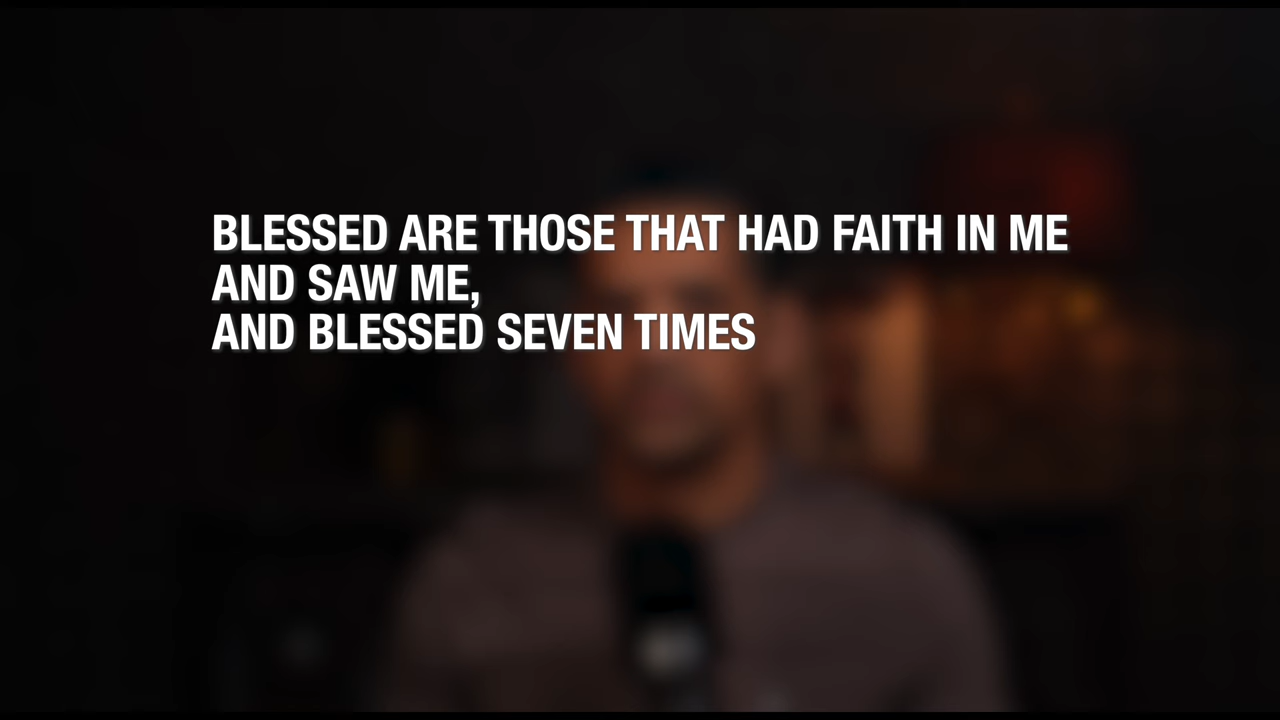 BLESSED ARE THOSE THAT HAD FAITH IN ME
AND SAW ME,
AND BLESSED SEVEN TIMES